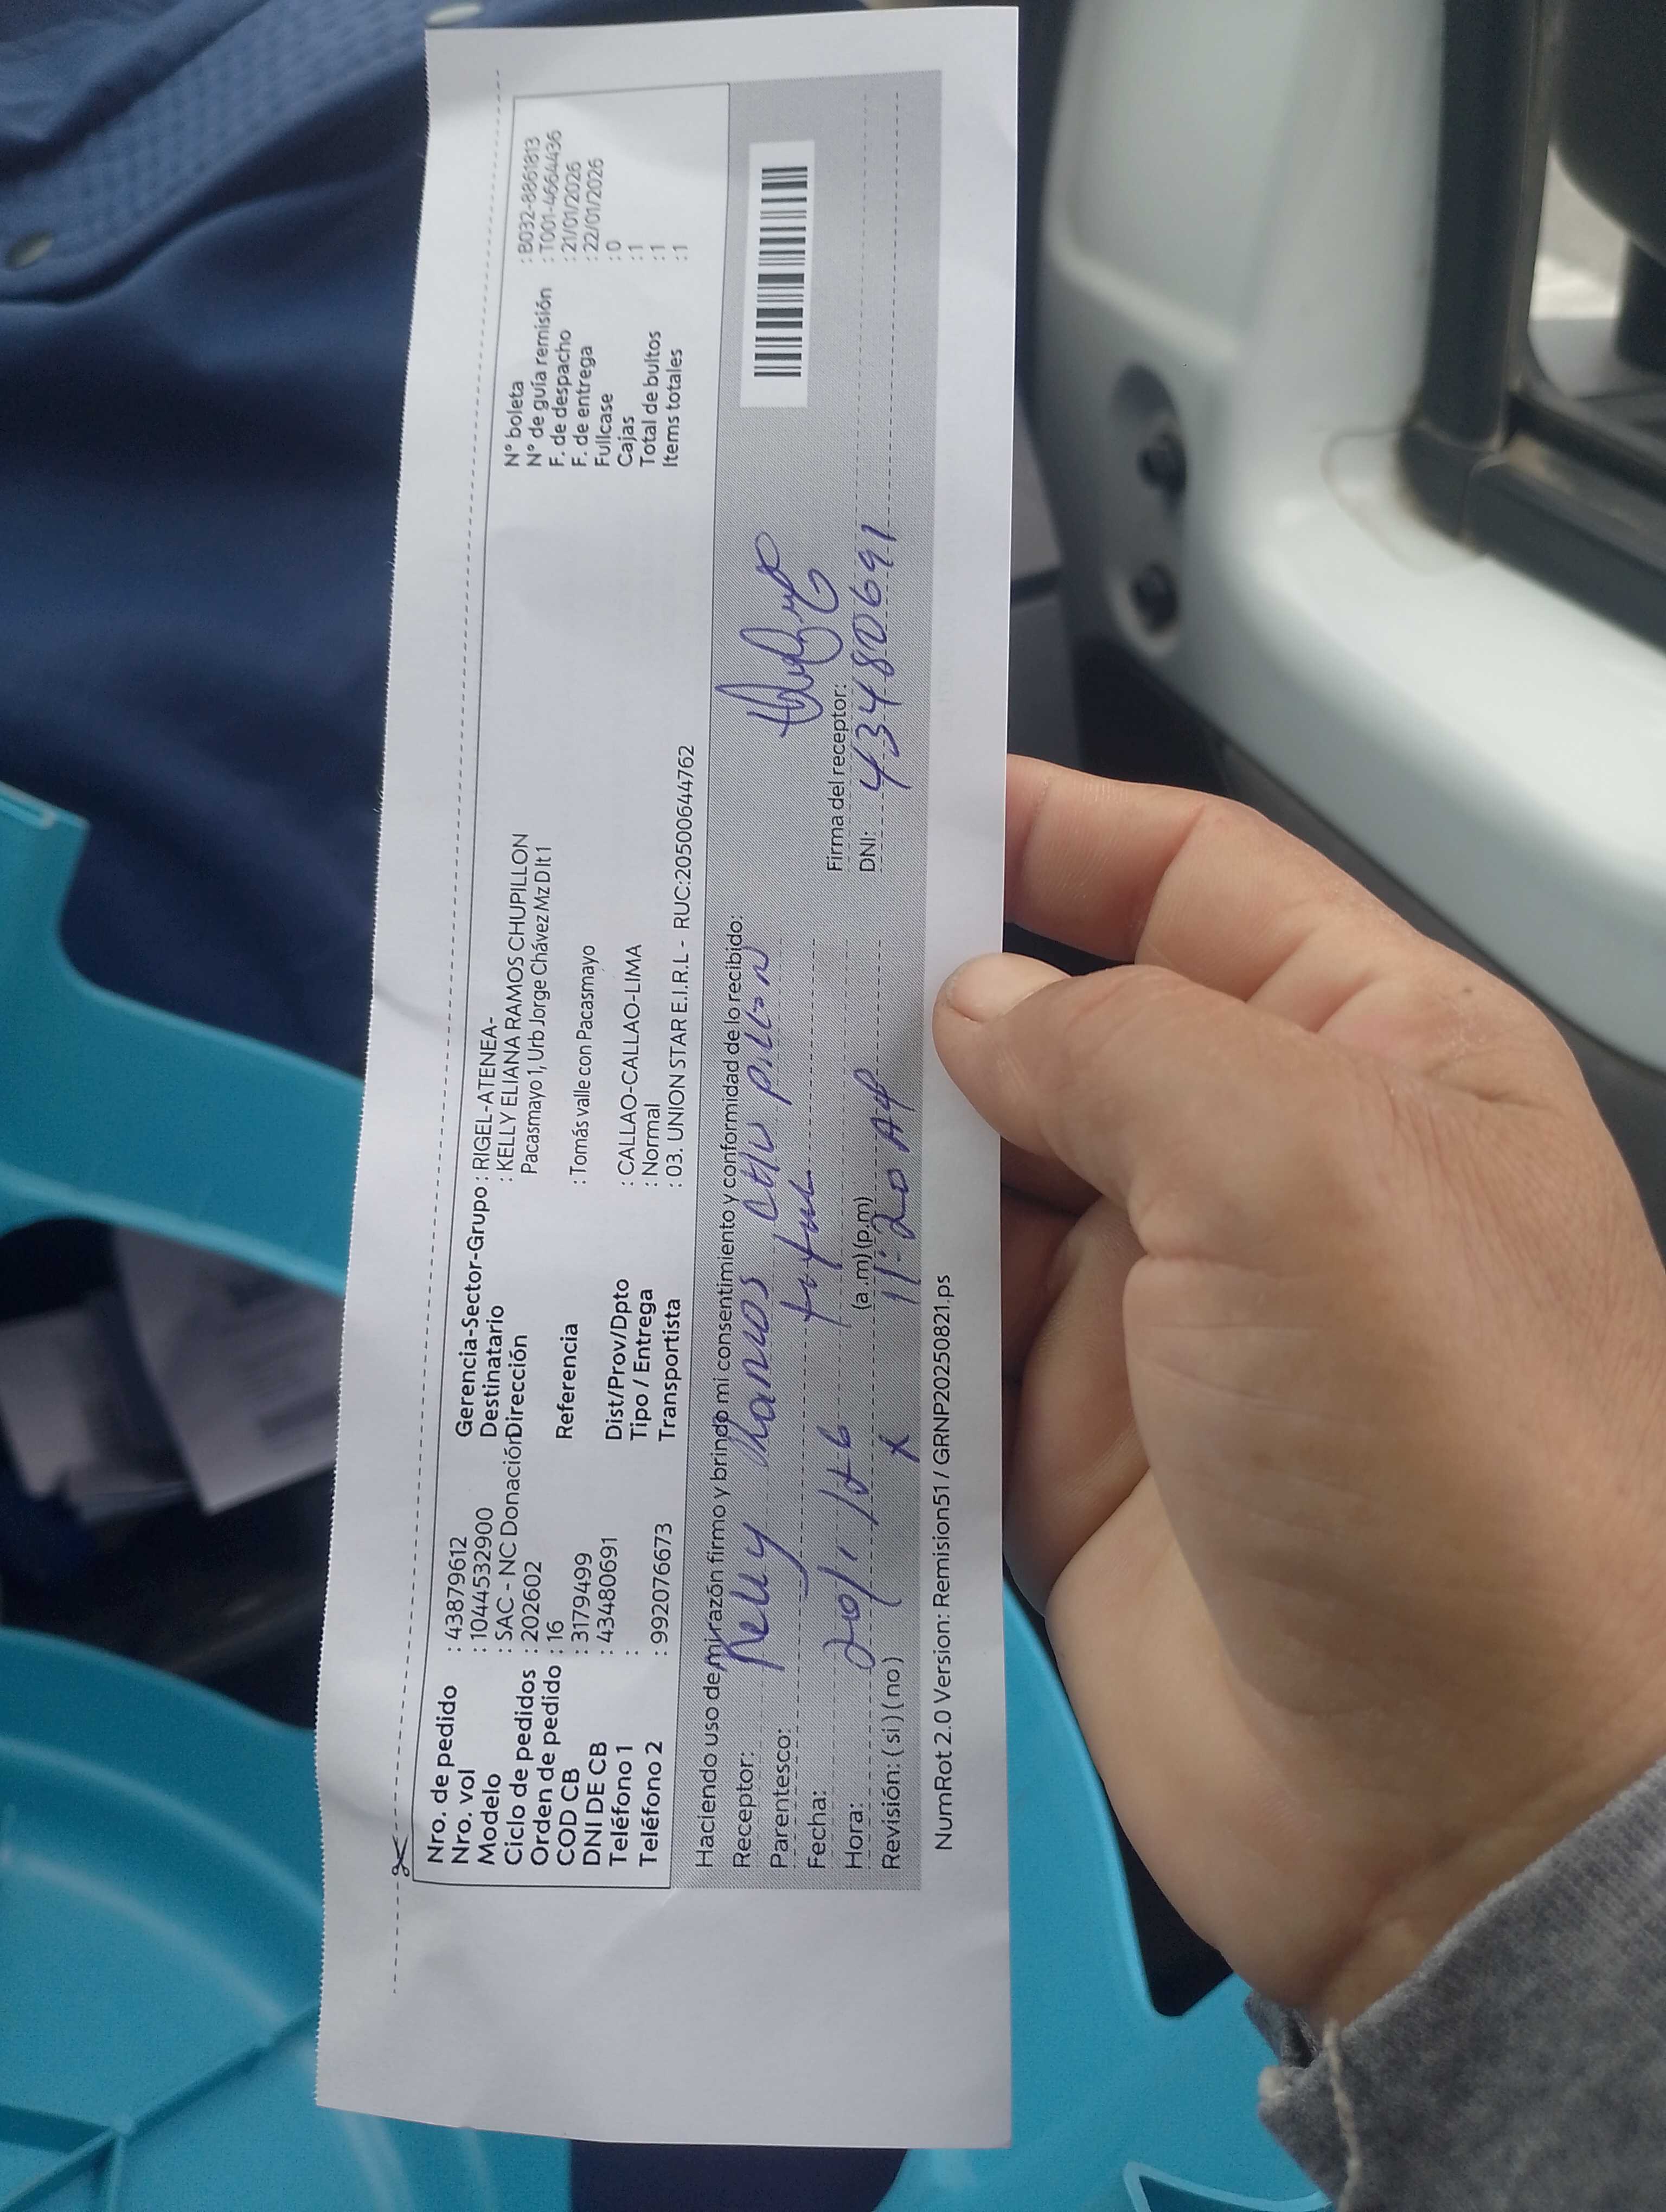 Nro. de pedido : 43879612
Nro. vol : 1044532900
Modelo : SAC - NC Donación
Ciclo de pedidos : 202602
Orden de pedido : 16
COD CB : 3179499
DNI DE CB : 43480691
Teléfono 1 :
Teléfono 2 : 992076673
Gerencia-Sector-Grupo : RIGEL-ATENEA-
Destinatario : KELLY ELIANA RAMOS CHUPILLON
Dirección Pacasmayo 1, Urb Jorge Chávez Mz D lt 1
Referencia : Tomás valle con Pacasmayo
Dist/Prov/Dpto : CALLAO-CALLAO-LIMA
Tipo / Entrega : Normal
Transportista : 03. UNION STAR E.I.R.L - RUC:20500644762
N° boleta : B032-8861813
N° de guía remisión : T001-4664436
F. de despacho : 21/01/2026
F. de entrega : 22/01/2026
Fullcase : 0
Cajas : 1
Total de bultos : 1
Items totales : 1
Haciendo uso de mi razón firmo y brindo mi consentimiento y conformidad de lo recibido:
Receptor: Kelly Ramos Chu pillon
Parentesco:
Fecha:
Hora: (a.m) (p.m) 11:20
Revisión: ( si ) ( no ) x
Firma del receptor:
DNI: 43480691
NumRot 2.0 Version: Remision51 / GRNP20250821.ps